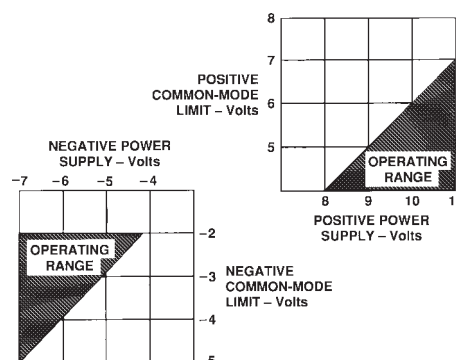 8
7
POSITIVE
COMMON-MODE
LIMIT – Volts
6
5
OPERATING
RANGE
8 9 10
POSITIVE POWER
SUPPLY – Volts
NEGATIVE POWER
SUPPLY – Volts
–7 –6 –5 –4
–2
OPERATING
RANGE
–3
NEGATIVE
COMMON-MODE
LIMIT – Volts
–4